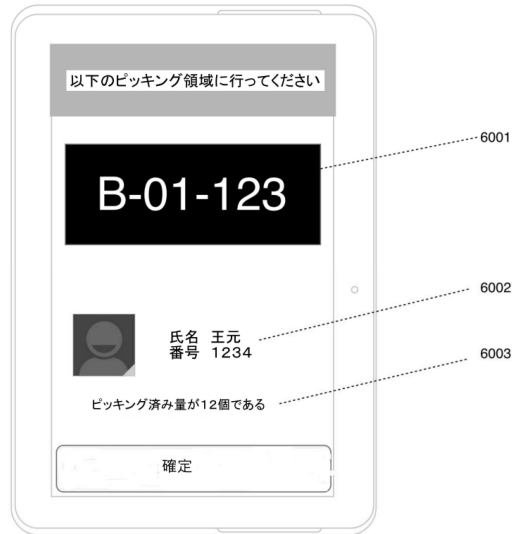 以下のピッキング領域に行ってください
B-01-123
6001
氏名 王元
番号 1234
6002
ピッキング済み量が12個である
6003
確定